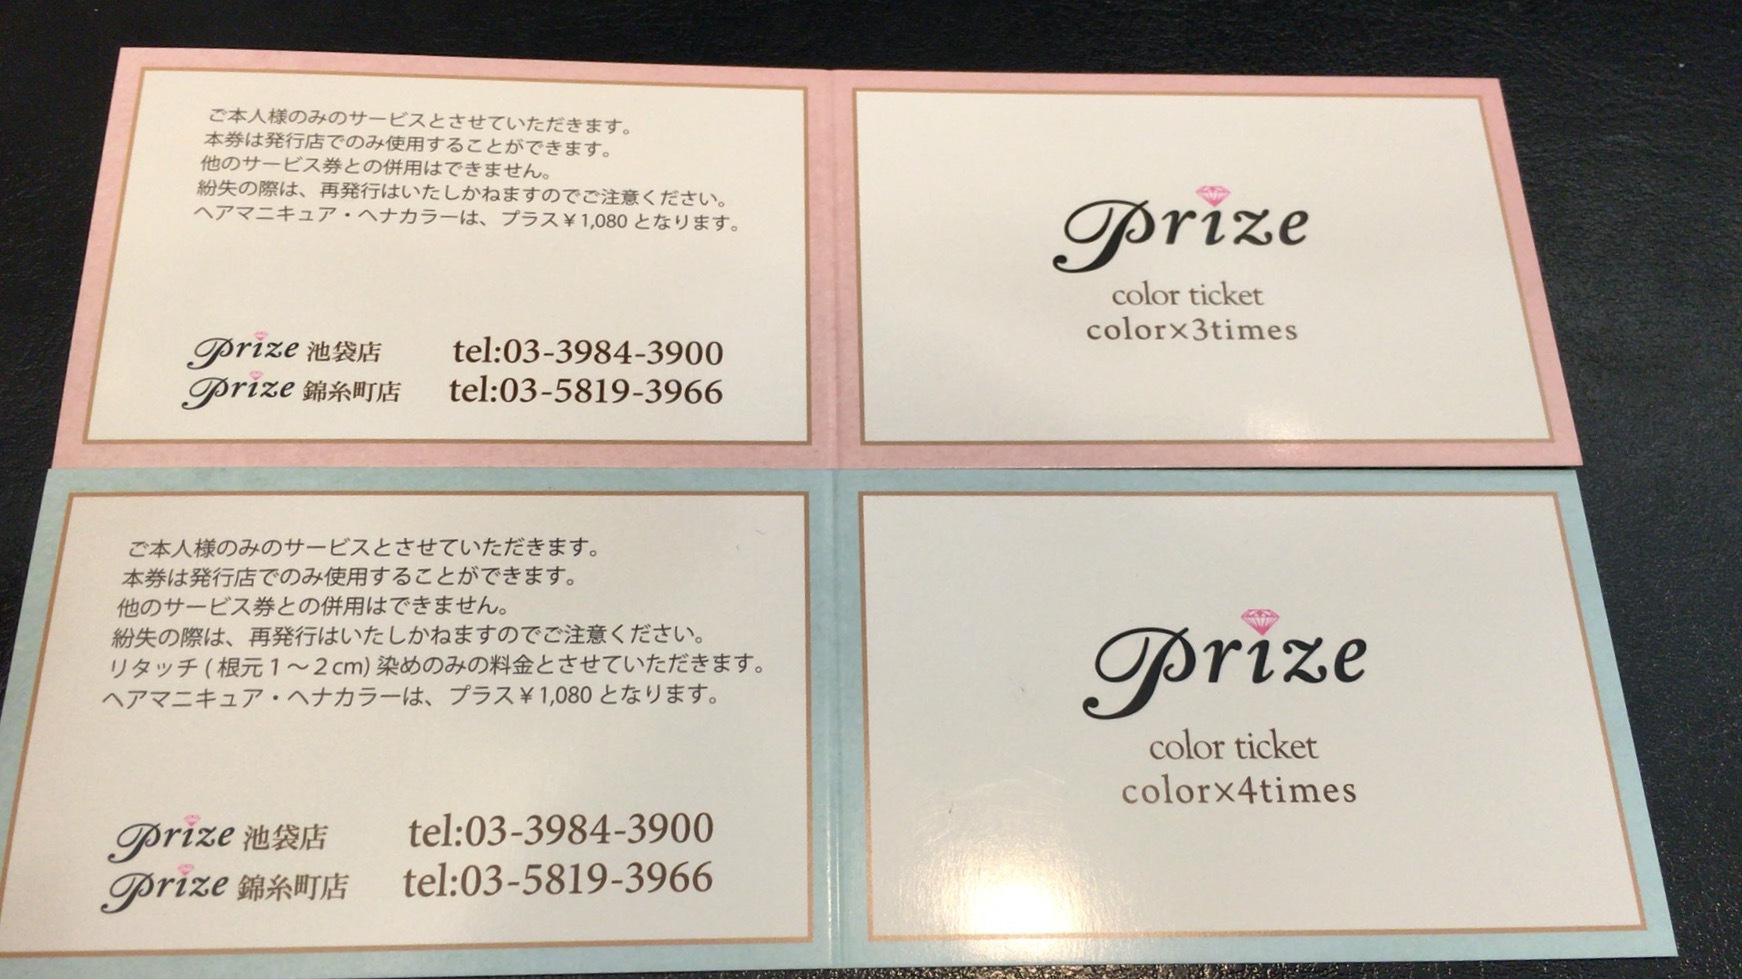 ご本人様のみのサービスとさせていただきます。
本券は発行店でのみ使用することができます。
他のサービス券との併用はできません。
紛失の際は、再発行はいたしかねますのでご注意ください。
ヘアマニキュア・ヘナカラーは、プラス￥1,080 となります。
Prize 池袋店 tel:03-3984-3900
Prize 錦糸町店 tel:03-5819-3966
Prize
color ticket
color×3times
ご本人様のみのサービスとさせていただきます。
本券は発行店でのみ使用することができます。
他のサービス券との併用はできません。
紛失の際は、再発行はいたしかねますのでご注意ください。
リタッチ ( 根元１～２cm) 染めのみの料金とさせていただきます。
ヘアマニキュア・ヘナカラーは、プラス￥1,080 となります。
Prize 池袋店 tel:03-3984-3900
Prize 錦糸町店 tel:03-5819-3966
Prize
color ticket
color×4times